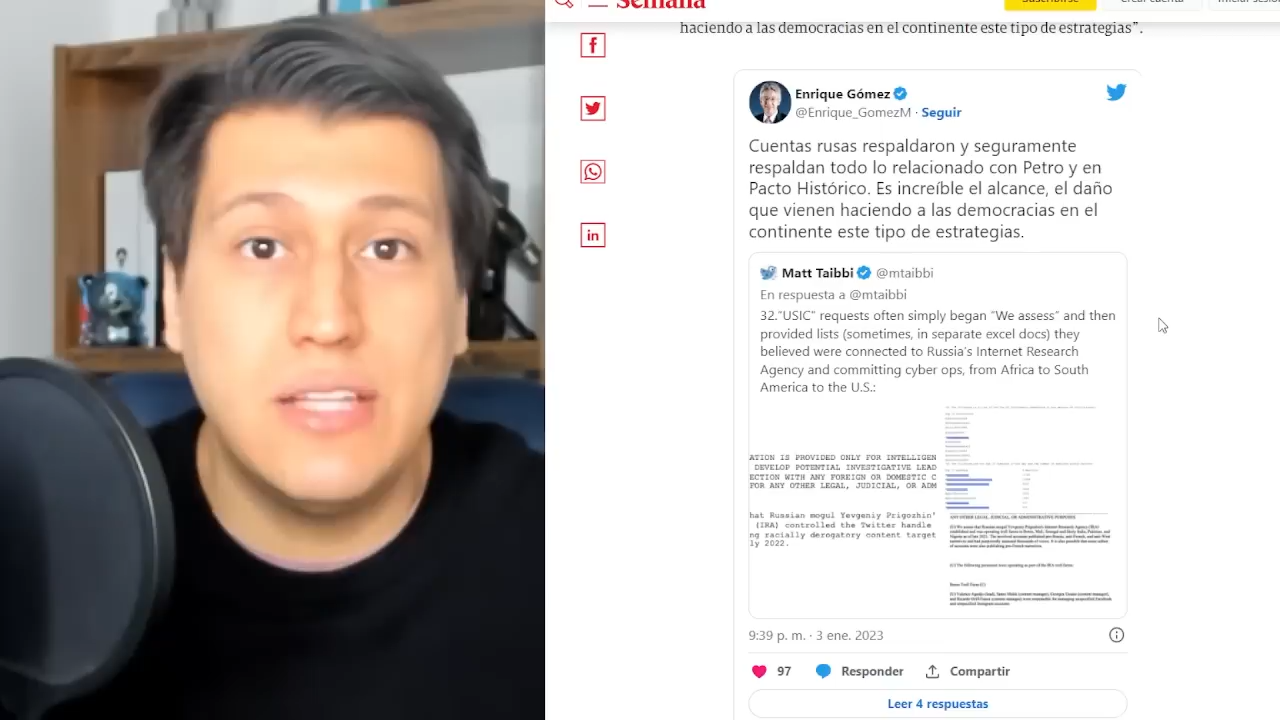 Semana
Suscribirse
Crear cuenta
haciendo a las democracias en el continente este tipo de estrategias”.
Enrique Gómez
@Enrique_GomezM · Seguir
Cuentas rusas respaldaron y seguramente
respaldan todo lo relacionado con Petro y en
Pacto Histórico. Es increíble el alcance, el daño
que vienen haciendo a las democracias en el
continente este tipo de estrategias.
Matt Taibbi @mtaibbi
En respuesta a @mtaibbi
32.“USIC” requests often simply began “We assess” and then
provided lists (sometimes, in separate excel docs) they
believed were connected to Russia’s Internet Research
Agency and committing cyber ops, from Africa to South
America to the U.S.:
ATION IS PROVIDED ONLY FOR INTELLIGEN
DEVELOP POTENTIAL INVESTIGATIVE LEAD
ECTION WITH ANY FOREIGN OR DOMESTIC C
FOR ANY OTHER LEGAL, JUDICIAL, OR ADM
hat Russian mogul Yevgeniy Prigozhin'
(IRA) controlled the Twitter handle
ng racially derogatory content target
ly 2022.
9:39 p. m. · 3 ene. 2023
97 Responder Compartir
Leer 4 respuestas